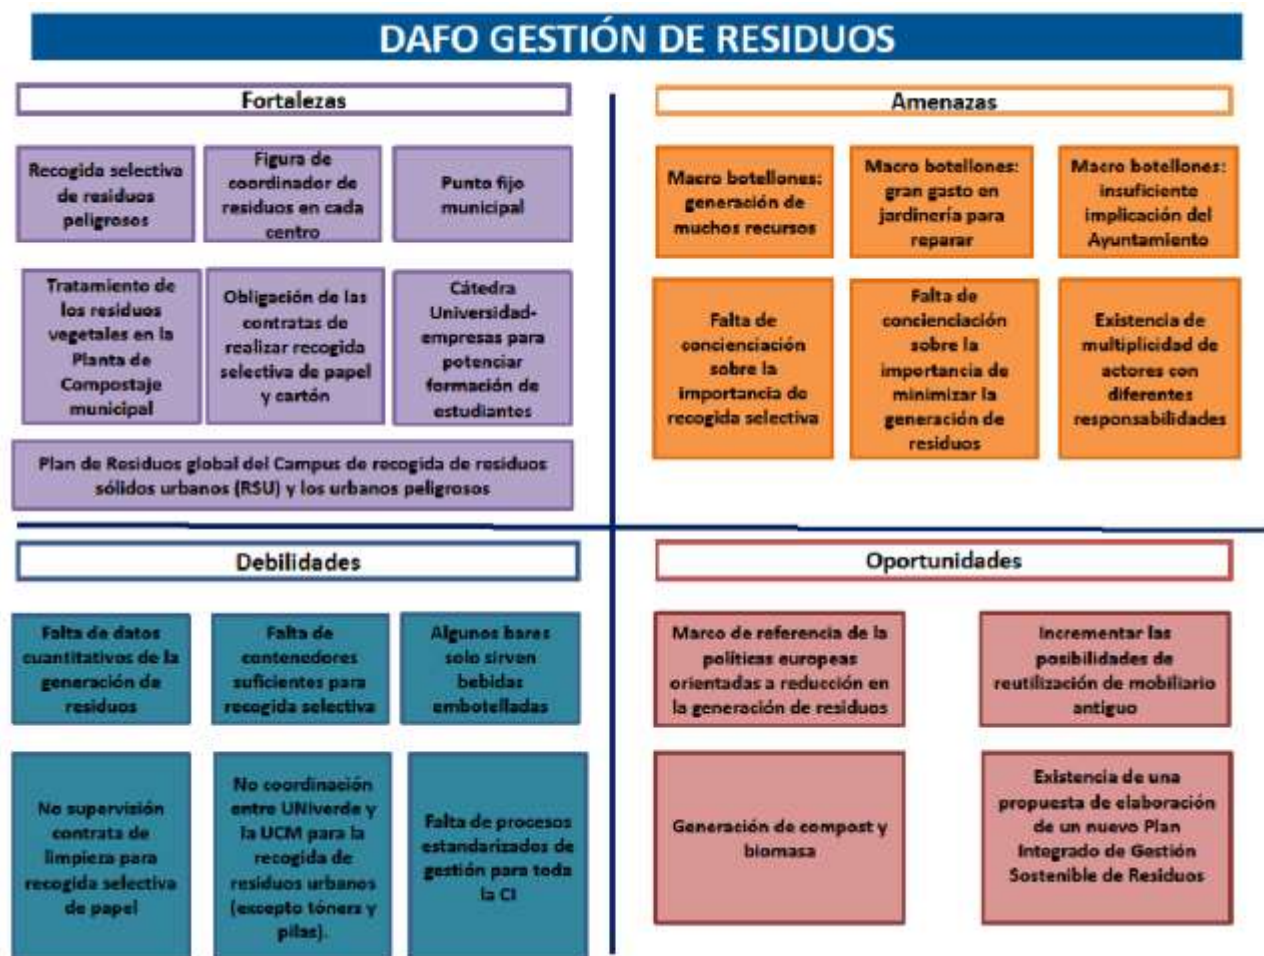 DAFO GESTIÓN DE RESIDUOS
Fortalezas
Recogida selectiva
de residuos
peligrosos
Figura de
coordinador de
residuos en cada
centro
Punto fijo
municipal
Tratamiento de
los residuos
vegetales en la
Planta de
Compostaje
municipal
Obligación de las
contratas de
realizar recogida
selectiva de papel
y cartón
Cátedra
Universidad-
empresas para
potenciar
formación de
estudiantes
Plan de Residuos global del Campus de recogida de residuos
sólidos urbanos (RSU) y los urbanos peligrosos
Amenazas
Macro botellones:
generación de
muchos recursos
Macro botellones:
gran gasto en
jardinería para
reparar
Macro botellones:
insuficiente
implicación del
Ayuntamiento
Falta de
concienciación
sobre la
importancia de
recogida selectiva
Falta de
concienciación
sobre la
importancia de
minimizar la
generación de
residuos
Existencia de
multiplicidad de
actores con
diferentes
responsabilidades
Debilidades
Falta de datos
cuantitativos de la
generación de
residuos
Falta de
contenedores
suficientes para
recogida selectiva
Algunos bares
solo sirven
bebidas
embotelladas
No supervisión
contrata de
limpieza para
recogida selectiva
de papel
No coordinación
entre UNIverde y
la UCM para la
recogida de
residuos urbanos
(excepto tóners y
pilas).
Falta de procesos
estandarizados de
gestión para toda
la CI
Oportunidades
Marco de referencia de la
políticas europeas
orientadas a reducción en
la generación de residuos
Incrementar las
posibilidades de
reutilización de mobiliario
antiguo
Generación de compost y
biomasa
Existencia de una
propuesta de elaboración
de un nuevo Plan
Integrado de Gestión
Sostenible de Residuos